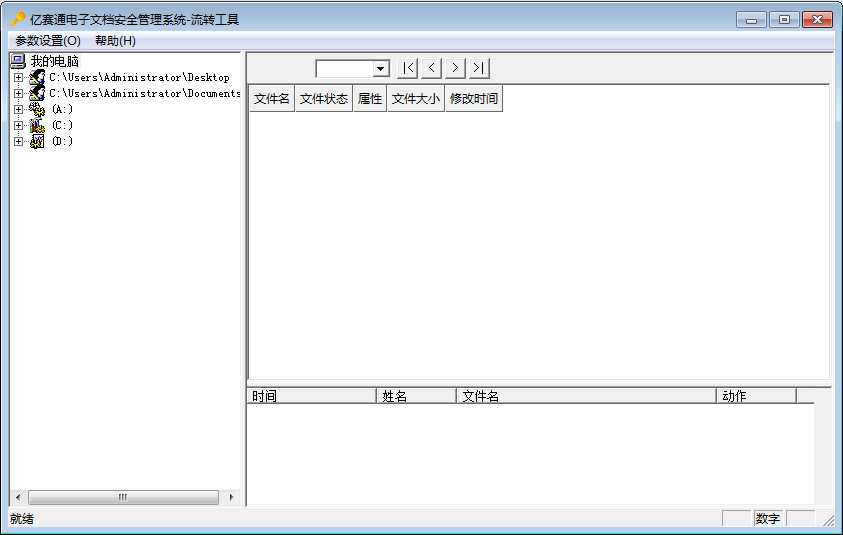 亿赛通电子文档安全管理系统-流转工具
参数设置(O) 帮助(H)
我的电脑
C:\Users\Administrator\Desktop
C:\Users\Administrator\Documents
(A:)
(C:)
(D:)
文件名 文件状态 属性 文件大小 修改时间
时间 姓名 文件名 动作
就绪 数字